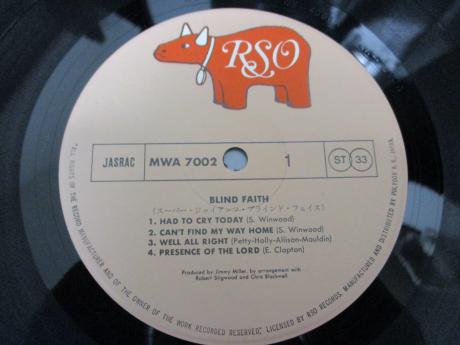 RSO
JASRAC
MWA 7002
1
ST 33
BLIND FAITH
(スーパー・ジャイアンツ・ブラインド・フェイス)
1. HAD TO CRY TODAY (S. Winwood)
2. CAN'T FIND MY WAY HOME (S. Winwood)
3. WELL ALL RIGHT (Petty-Holly-Allison-Mauldin)
4. PRESENCE OF THE LORD (E. Clapton)
Produced by Jimmy Miller, by arrangement with
Robert Stigwood and Chris Blackwell
"ALL RIGHTS OF THE RECORD MANUFACTURER AND OF THE OWNER OF THE WORK RECORDED RESERVED" LICENSED BY RSO RECORDS. MANUFACTURED AND DISTRIBUTED BY POLYDOR K.K., JAPAN.